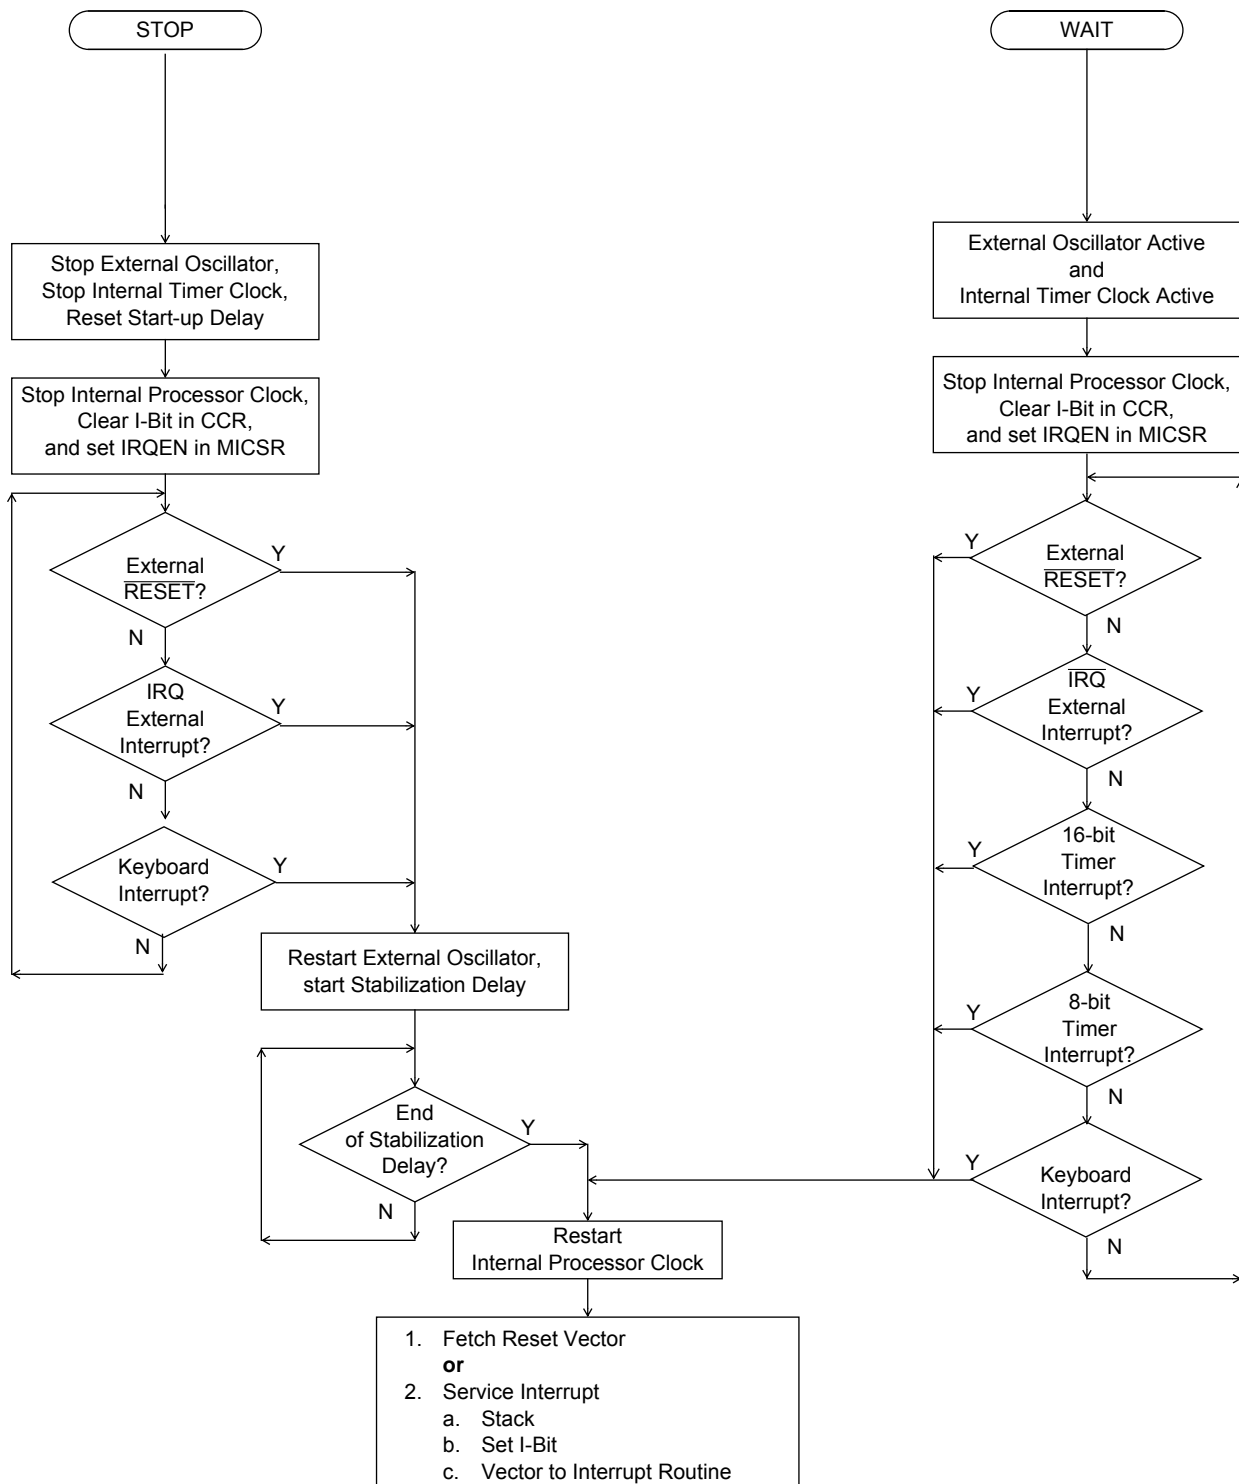 STOP
Stop External Oscillator,
Stop Internal Timer Clock,
Reset Start-up Delay
Stop Internal Processor Clock,
Clear I-Bit in CCR,
and set IRQEN in MICSR
External
RESET?
Y
N
IRQ
External
Interrupt?
Y
N
Keyboard
Interrupt?
Y
N
Restart External Oscillator,
start Stabilization Delay
End
of Stabilization
Delay?
Y
N
WAIT
External Oscillator Active
and
Internal Timer Clock Active
Stop Internal Processor Clock,
Clear I-Bit in CCR,
and set IRQEN in MICSR
Y
External
RESET?
N
Y
IRQ
External
Interrupt?
N
Y
16-bit
Timer
Interrupt?
N
Y
8-bit
Timer
Interrupt?
N
Y
Keyboard
Interrupt?
N
Restart
Internal Processor Clock
1. Fetch Reset Vector
or
2. Service Interrupt
a. Stack
b. Set I-Bit
c. Vector to Interrupt Routine